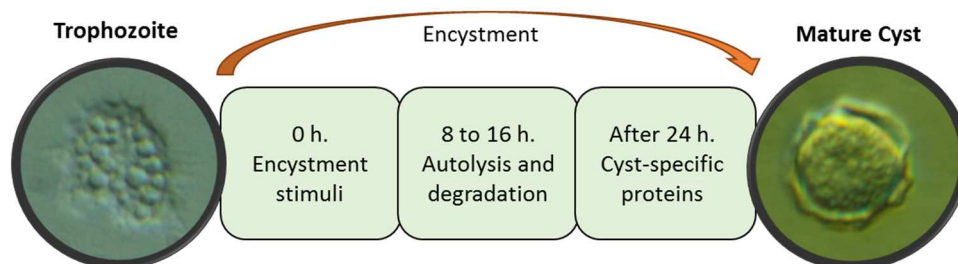 Trophozoite
Encystment
Mature Cyst
0 h.
Encystment
stimuli
8 to 16 h.
Autolysis and
degradation
After 24 h.
Cyst-specific
proteins